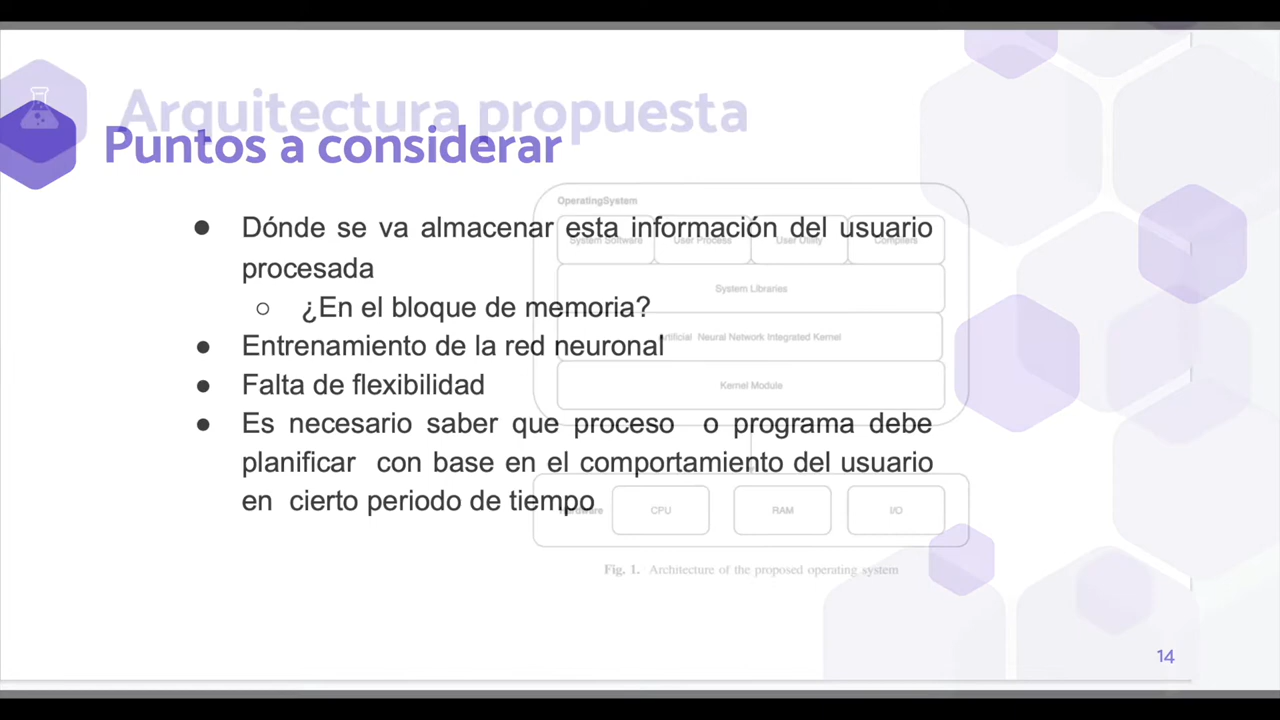 Arquitectura propuesta
Puntos a considerar
● Dónde se va almacenar esta información del usuario
procesada
○ ¿En el bloque de memoria?
● Entrenamiento de la red neuronal
● Falta de flexibilidad
● Es necesario saber que proceso o programa debe
planificar con base en el comportamiento del usuario
en cierto periodo de tiempo
OperatingSystem
System Software User Process User Utility Compilers
System Libraries
Artificial Neural Network Integrated Kernel
Kernel Module
CPU RAM I/O
Fig. 1. Architecture of the proposed operating system
14